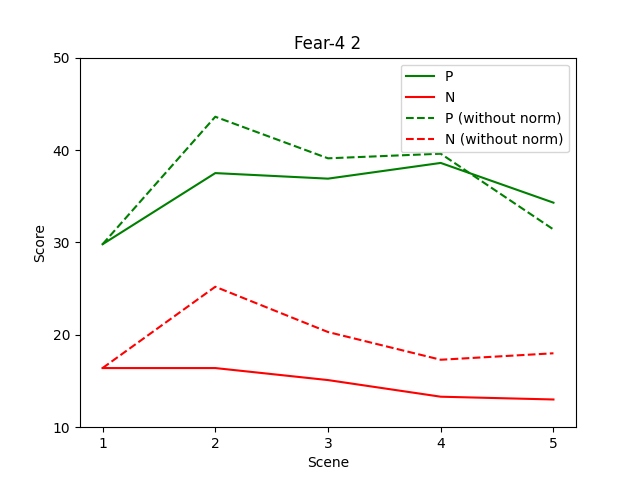 Fear-4 2
P
N
P (without norm)
N (without norm)
Score
50
40
30
20
10
1 2 3 4 5
Scene